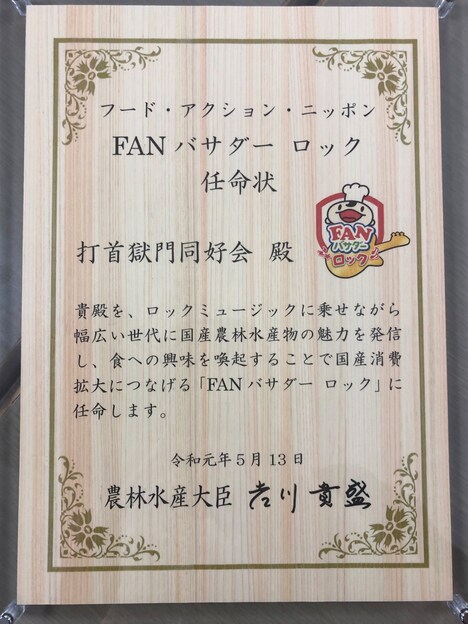 フード・アクション・ニッポン
FANバサダー ロック
任命状
打首獄門同好会 殿
FAN
バサダー
ロック
貴殿を、ロックミュージックに乗せながら
幅広い世代に国産農林水産物の魅力を発信
し、食への興味を喚起することで国産消費
拡大につなげる「FANバサダー ロック」に
任命します。
令和元年5月13日
農林水産大臣 吉川貴盛